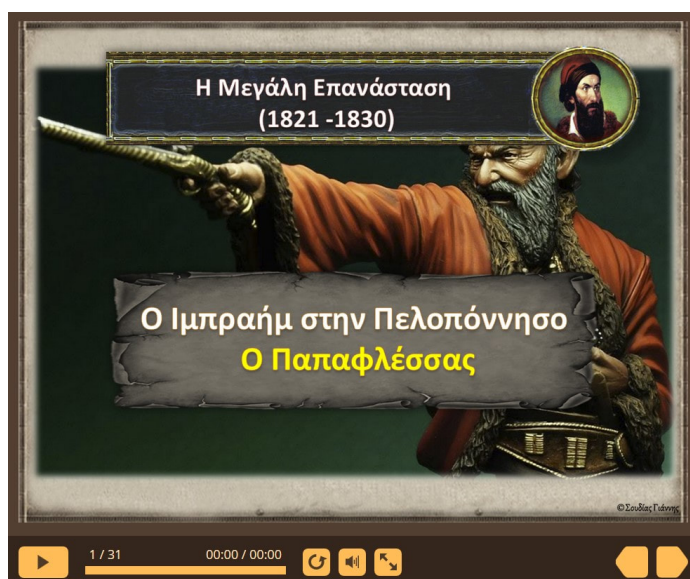 Η Μεγάλη Επανάσταση
(1821 -1830)
Ο Ιμπραήμ στην Πελοπόννησο
Ο Παπαφλέσσας
©Σουδίας Γιάννης
1 / 31
00:00 / 00:00